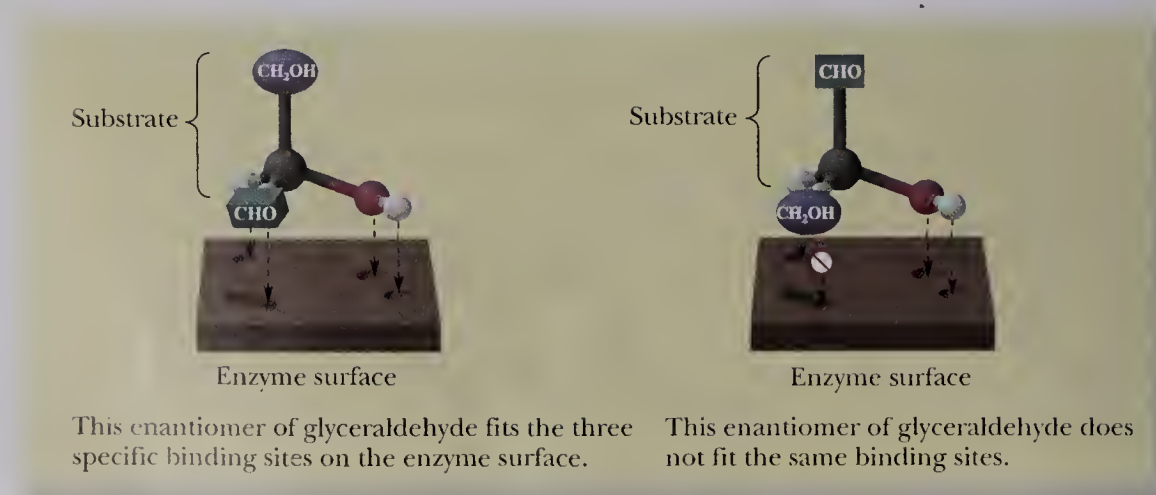 CH₂OH
Substrate
CHO
Enzyme surface
This enantiomer of glyceraldehyde fits the three
specific binding sites on the enzyme surface.
CHO
Substrate
CH₂OH
Enzyme surface
This enantiomer of glyceraldehyde does
not fit the same binding sites.